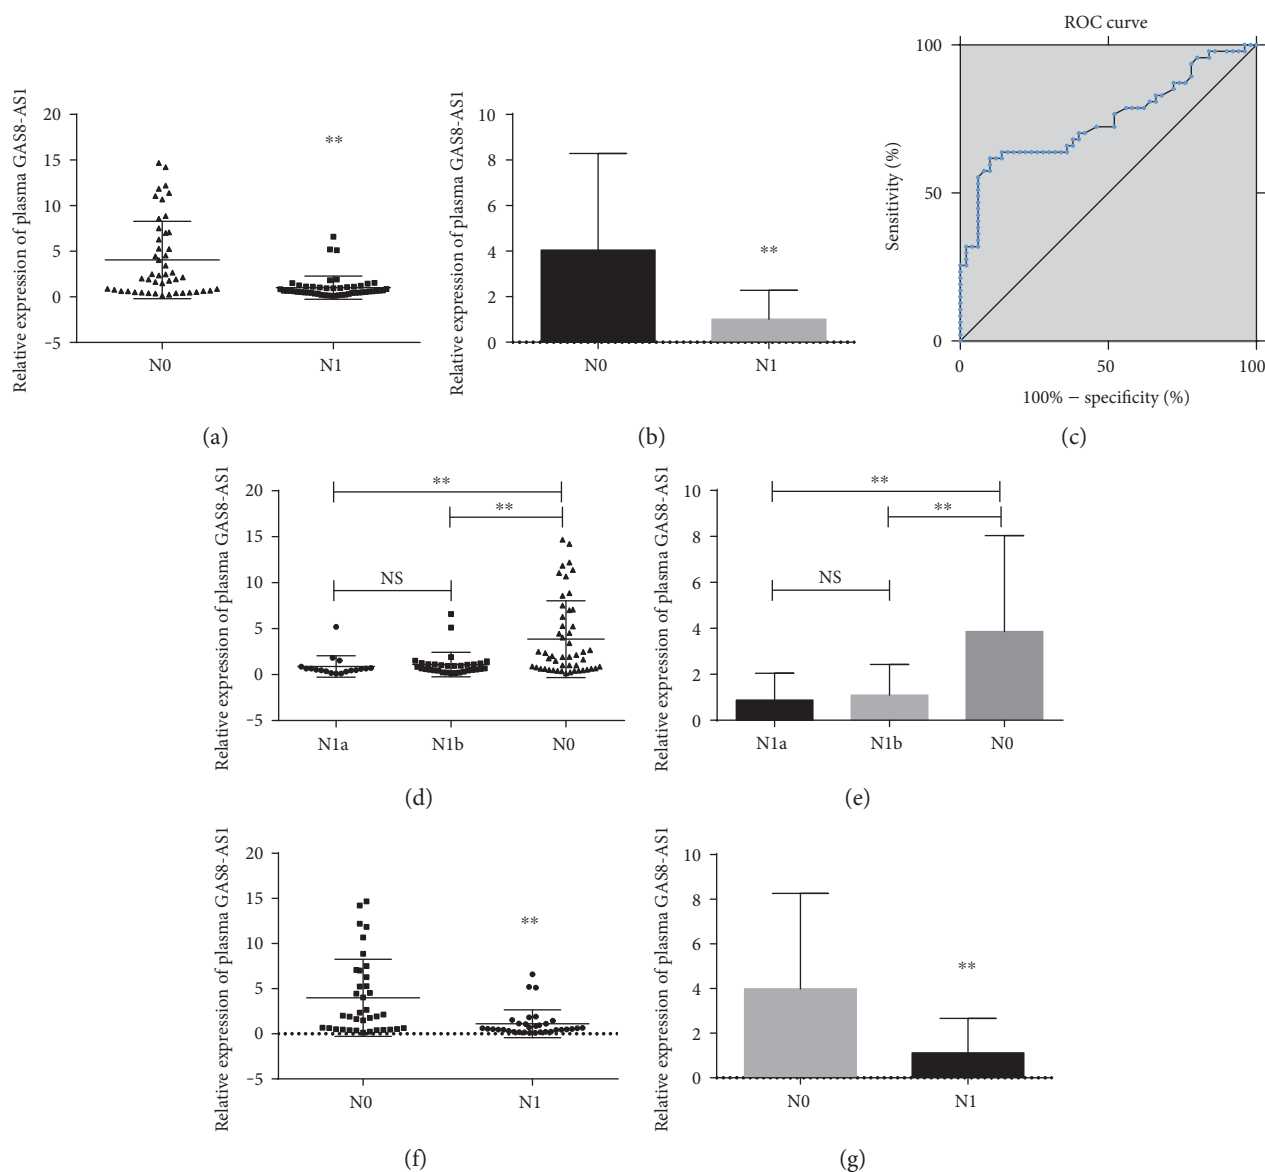 Relative expression of plasma GAS8-AS1
20
15
10
5
0
−5
**
N0
N1
(a)
Relative expression of plasma GAS8-AS1
10
8
6
4
2
0
**
N0
N1
(b)
ROC curve
Sensitivity (%)
100
50
0
0
50
100
100% − specificity (%)
(c)
Relative expression of plasma GAS8-AS1
20
15
10
5
0
−5
**
**
NS
N1a
N1b
N0
(d)
Relative expression of plasma GAS8-AS1
10
8
6
4
2
0
**
**
NS
N1a
N1b
N0
(e)
Relative expression of plasma GAS8-AS1
20
15
10
5
0
−5
**
N0
N1
(f)
Relative expression of plasma GAS8-AS1
10
8
6
4
2
0
**
N0
N1
(g)